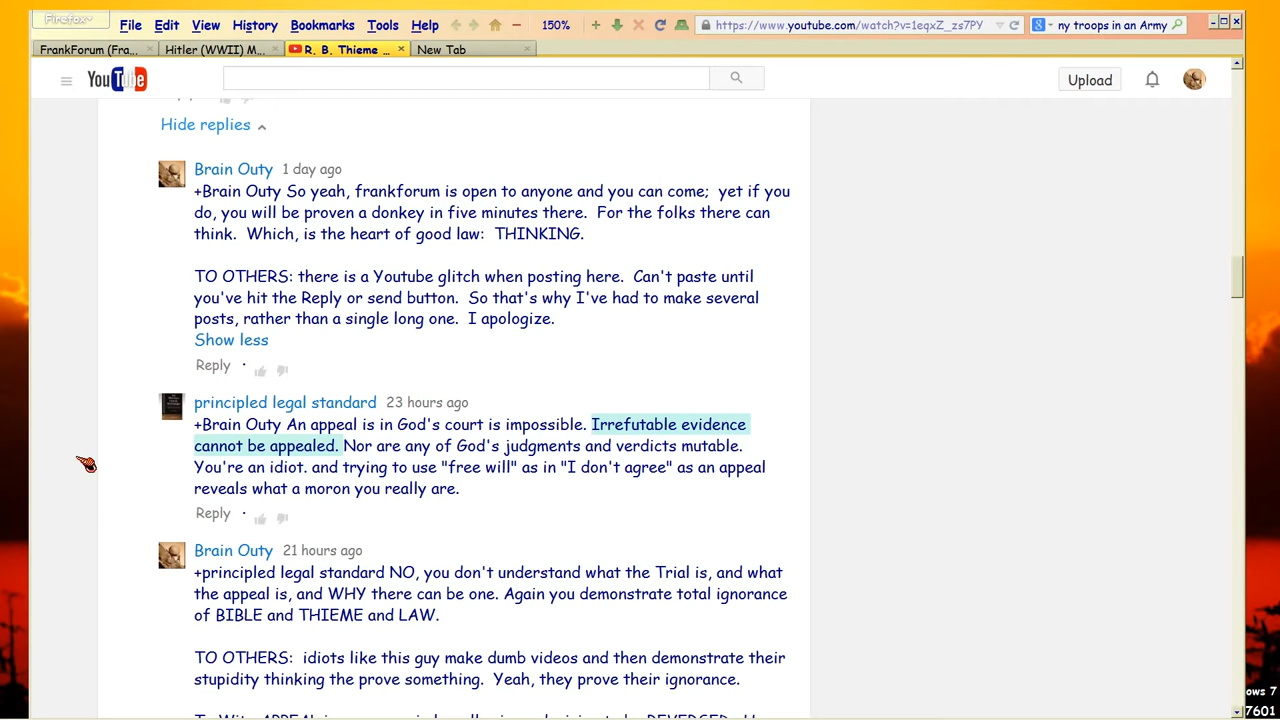 Firefox
File Edit View History Bookmarks Tools Help 150% https://www.youtube.com/watch?v=1eqxZ_zs7PY ny troops in an Army
FrankForum (Fra... Hitler (WWII) M... R. B. Thieme ... New Tab
YouTube Upload
Hide replies
Brain Outy 1 day ago
+Brain Outy So yeah, frankforum is open to anyone and you can come; yet if you
do, you will be proven a donkey in five minutes there. For the folks there can
think. Which, is the heart of good law: THINKING.
TO OTHERS: there is a Youtube glitch when posting here. Can't paste until
you've hit the Reply or send button. So that's why I've had to make several
posts, rather than a single long one. I apologize.
Show less
Reply ·
principled legal standard 23 hours ago
+Brain Outy An appeal is in God's court is impossible. Irrefutable evidence
cannot be appealed. Nor are any of God's judgments and verdicts mutable.
You're an idiot. and trying to use "free will" as in "I don't agree" as an appeal
reveals what a moron you really are.
Reply ·
Brain Outy 21 hours ago
+principled legal standard NO, you don't understand what the Trial is, and what
the appeal is, and WHY there can be one. Again you demonstrate total ignorance
of BIBLE and THIEME and LAW.
TO OTHERS: idiots like this guy make dumb videos and then demonstrate their
stupidity thinking the prove something. Yeah, they prove their ignorance.
ows 7
7601